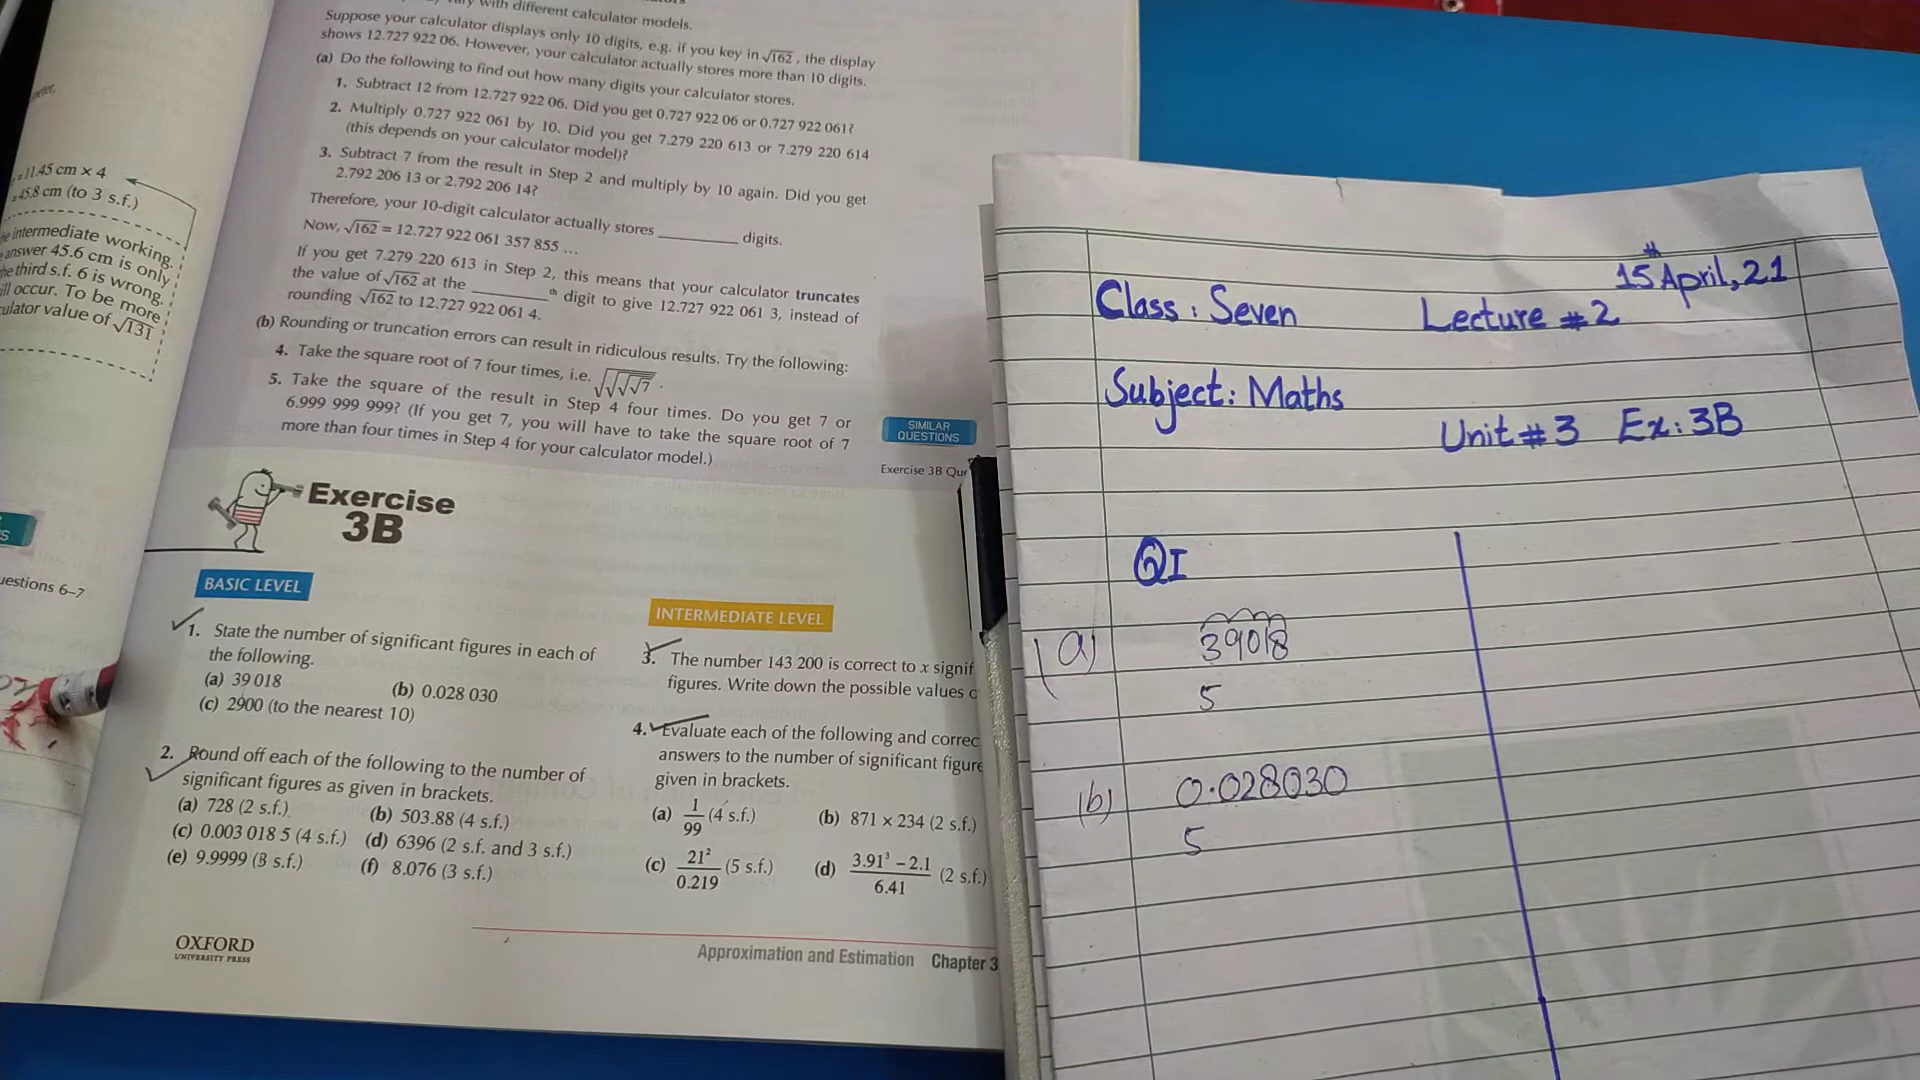 with different calculator models.
Suppose your calculator displays only 10 digits, e.g. if you key in √162, the display
shows 12.727 922 06. However, your calculator actually stores more than 10 digits.
(a) Do the following to find out how many digits your calculator stores.
1. Subtract 12 from 12.727 922 06. Did you get 0.727 922 06 or 0.727 922 061?
2. Multiply 0.727 922 061 by 10. Did you get 7.279 220 613 or 7.279 220 614
(this depends on your calculator model)?
3. Subtract 7 from the result in Step 2 and multiply by 10 again. Did you get
2.792 206 13 or 2.792 206 14?
Therefore, your 10-digit calculator actually stores ________ digits.
Now, √162 = 12.727 922 061 357 855 ...
If you get 7.279 220 613 in Step 2, this means that your calculator truncates
the value of √162 at the ________th digit to give 12.727 922 061 3, instead of
rounding √162 to 12.727 922 061 4.
(b) Rounding or truncation errors can result in ridiculous results. Try the following:
4. Take the square root of 7 four times, i.e. √√√√7.
5. Take the square of the result in Step 4 four times. Do you get 7 or
6.999 999 999? (If you get 7, you will have to take the square root of 7
more than four times in Step 4 for your calculator model.)
SIMILAR
QUESTIONS
Exercise 3B
= 11.45 cm × 4
= 45.8 cm (to 3 s.f.)
intermediate working.
answer 45.6 cm is only
third s.f. 6 is wrong.
occur. To be more
value of √131
6–7
Exercise
3B
BASIC LEVEL
1. State the number of significant figures in each of
the following.
(a) 39 018 (b) 0.028 030
(c) 2900 (to the nearest 10)
2. Round off each of the following to the number of
significant figures as given in brackets.
(a) 728 (2 s.f.) (b) 503.88 (4 s.f.)
(c) 0.003 018 5 (4 s.f.) (d) 6396 (2 s.f. and 3 s.f.)
(e) 9.9999 (3 s.f.) (f) 8.076 (3 s.f.)
INTERMEDIATE LEVEL
3. The number 143 200 is correct to x
figures. Write down the possible values
4. Evaluate each of the following and
answers to the number of significant
given in brackets.
(a) 1/99 (4 s.f.) (b) 871 × 234 (2 s.f.)
(c) 21²/0.219 (5 s.f.) (d) (3.91³ – 2.1)/6.41 (2 s.f.)
OXFORD
UNIVERSITY PRESS
Approximation and Estimation Chapter 3
15 April, 21
Class : Seven Lecture # 2
Subject: Maths
Unit # 3 Ex: 3B
Q1
(a) 39018
5
(b) 0.028030
5